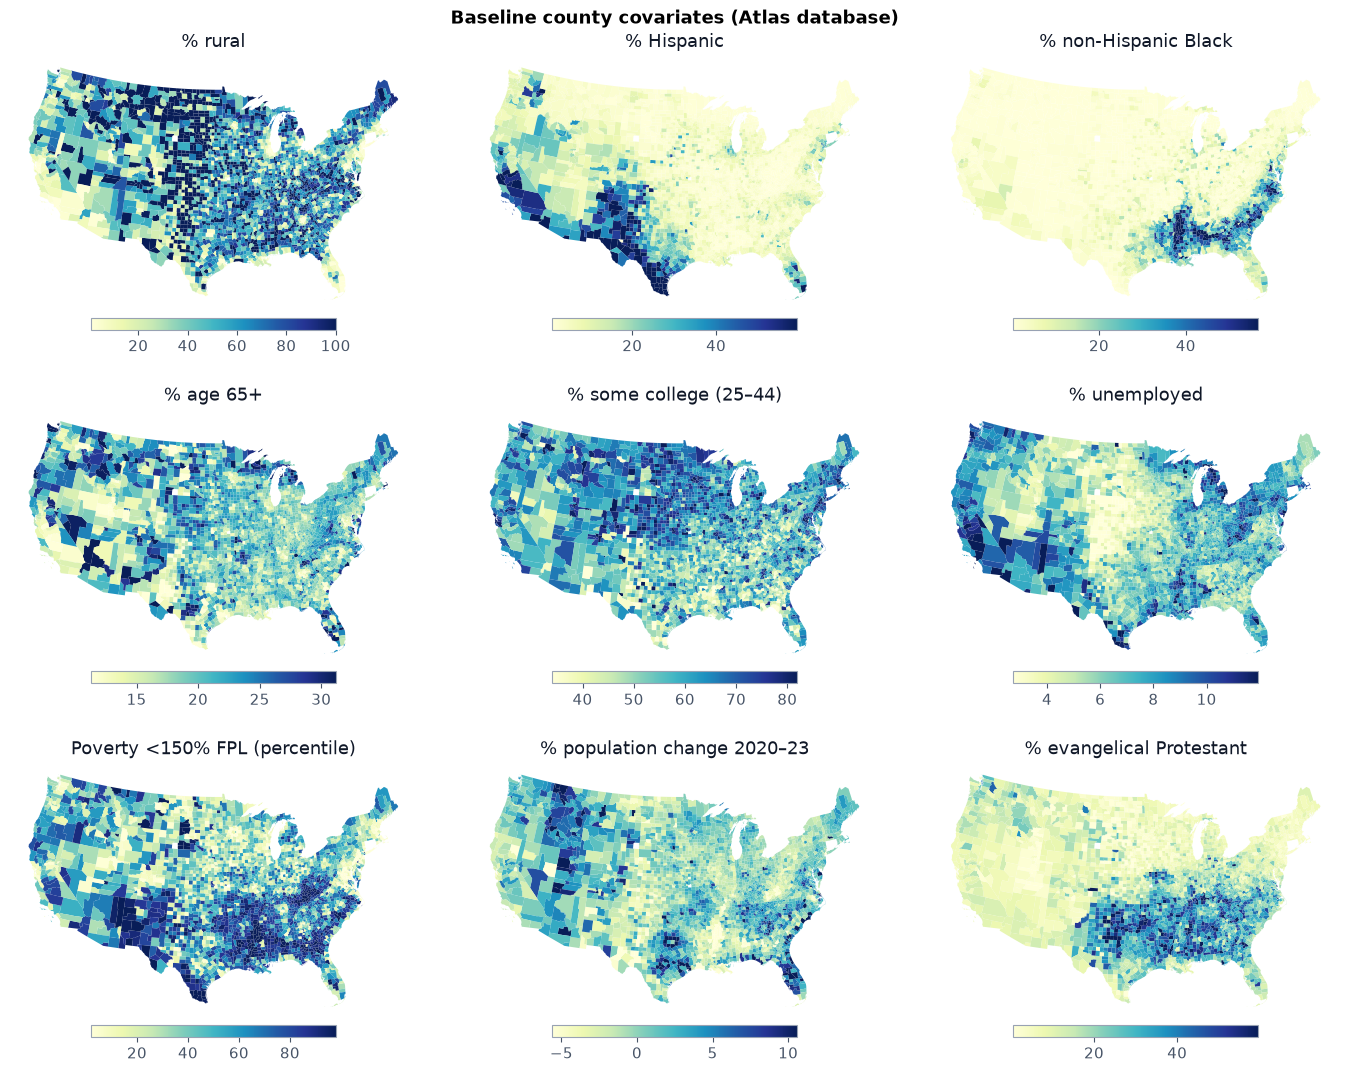 Baseline county covariates (Atlas database)
% rural
% Hispanic
% non-Hispanic Black
20 40 60 80 100
20 40
20 40
% age 65+
% some college (25–44)
% unemployed
15 20 25 30
40 50 60 70 80
4 6 8 10
Poverty <150% FPL (percentile)
% population change 2020–23
% evangelical Protestant
20 40 60 80
−5 0 5 10
20 40